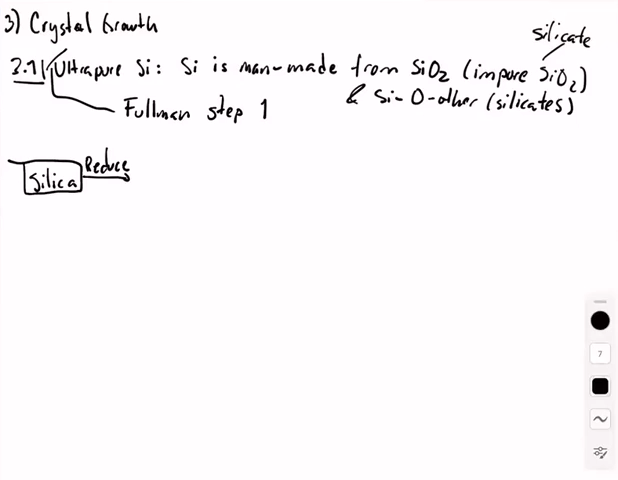 3) Crystal Growth
silicate
3.1 Ultrapure Si: Si is man-made from SiO₂ (impure SiO₂)
& Si-O-other (silicates)
Fullman step 1
Silica Reduce
7